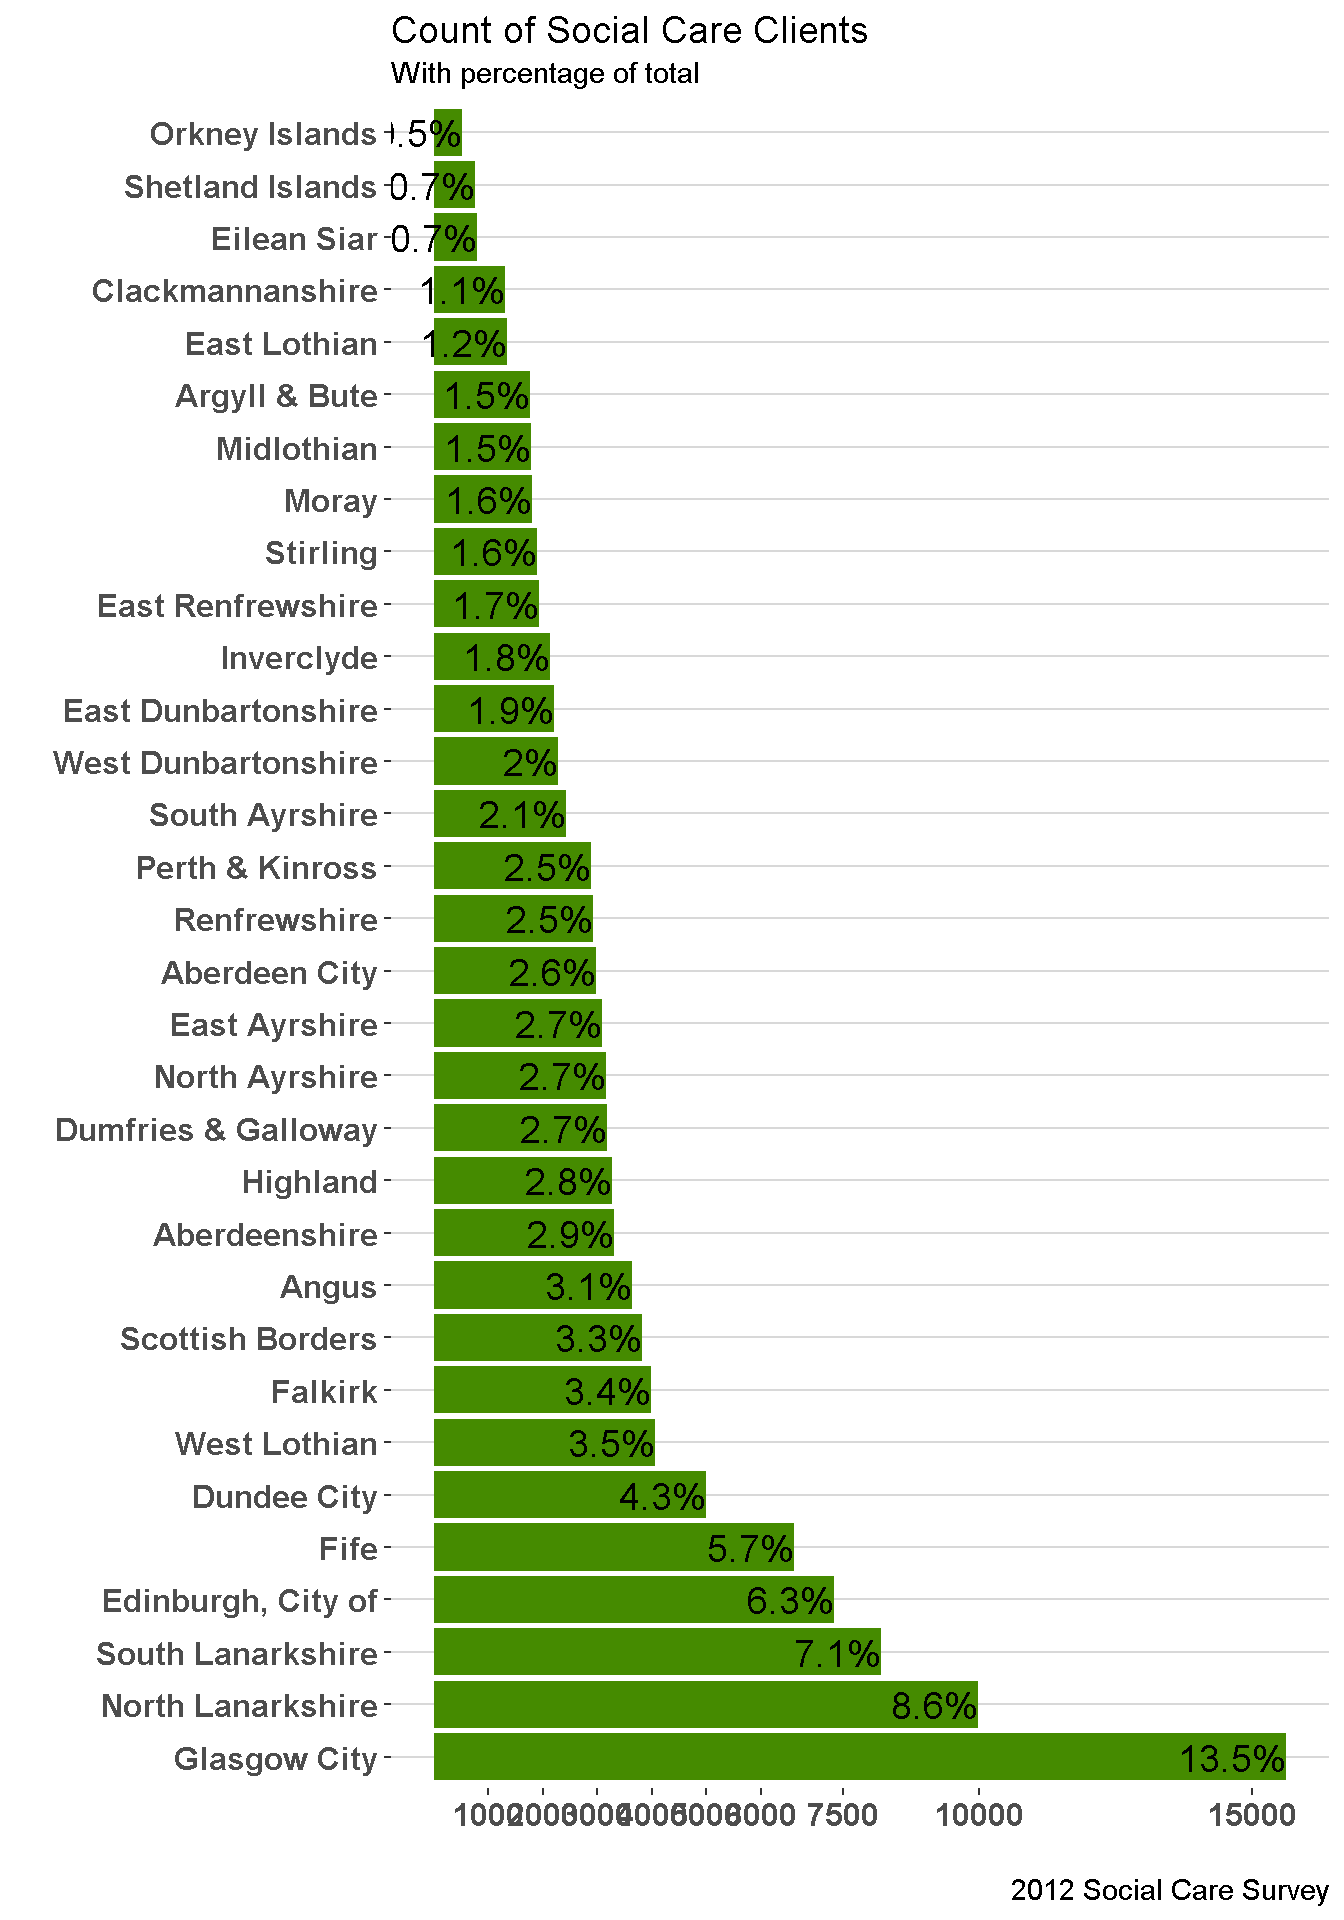 Count of Social Care Clients
With percentage of total
Orkney Islands .5%
Shetland Islands 0.7%
Eilean Siar 0.7%
Clackmannanshire 1.1%
East Lothian 1.2%
Argyll & Bute 1.5%
Midlothian 1.5%
Moray 1.6%
Stirling 1.6%
East Renfrewshire 1.7%
Inverclyde 1.8%
East Dunbartonshire 1.9%
West Dunbartonshire 2%
South Ayrshire 2.1%
Perth & Kinross 2.5%
Renfrewshire 2.5%
Aberdeen City 2.6%
East Ayrshire 2.7%
North Ayrshire 2.7%
Dumfries & Galloway 2.7%
Highland 2.8%
Aberdeenshire 2.9%
Angus 3.1%
Scottish Borders 3.3%
Falkirk 3.4%
West Lothian 3.5%
Dundee City 4.3%
Fife 5.7%
Edinburgh, City of 6.3%
South Lanarkshire 7.1%
North Lanarkshire 8.6%
Glasgow City 13.5%
1000 2000 3000 4000 5000 6000 7500 10000 15000
2012 Social Care Survey